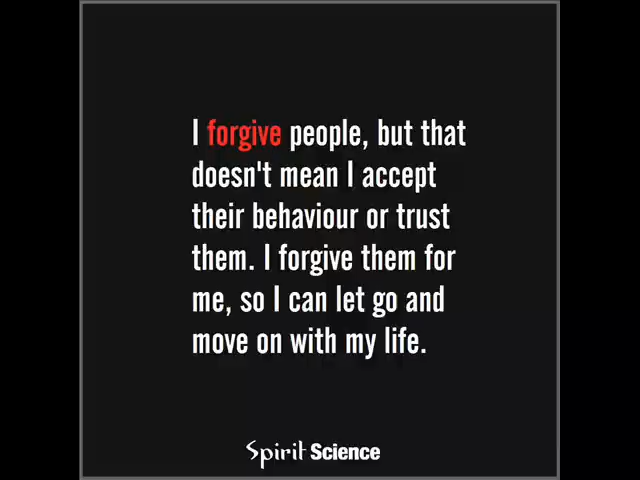 I forgive people, but that
doesn't mean I accept
their behaviour or trust
them. I forgive them for
me, so I can let go and
move on with my life.
Spirit Science